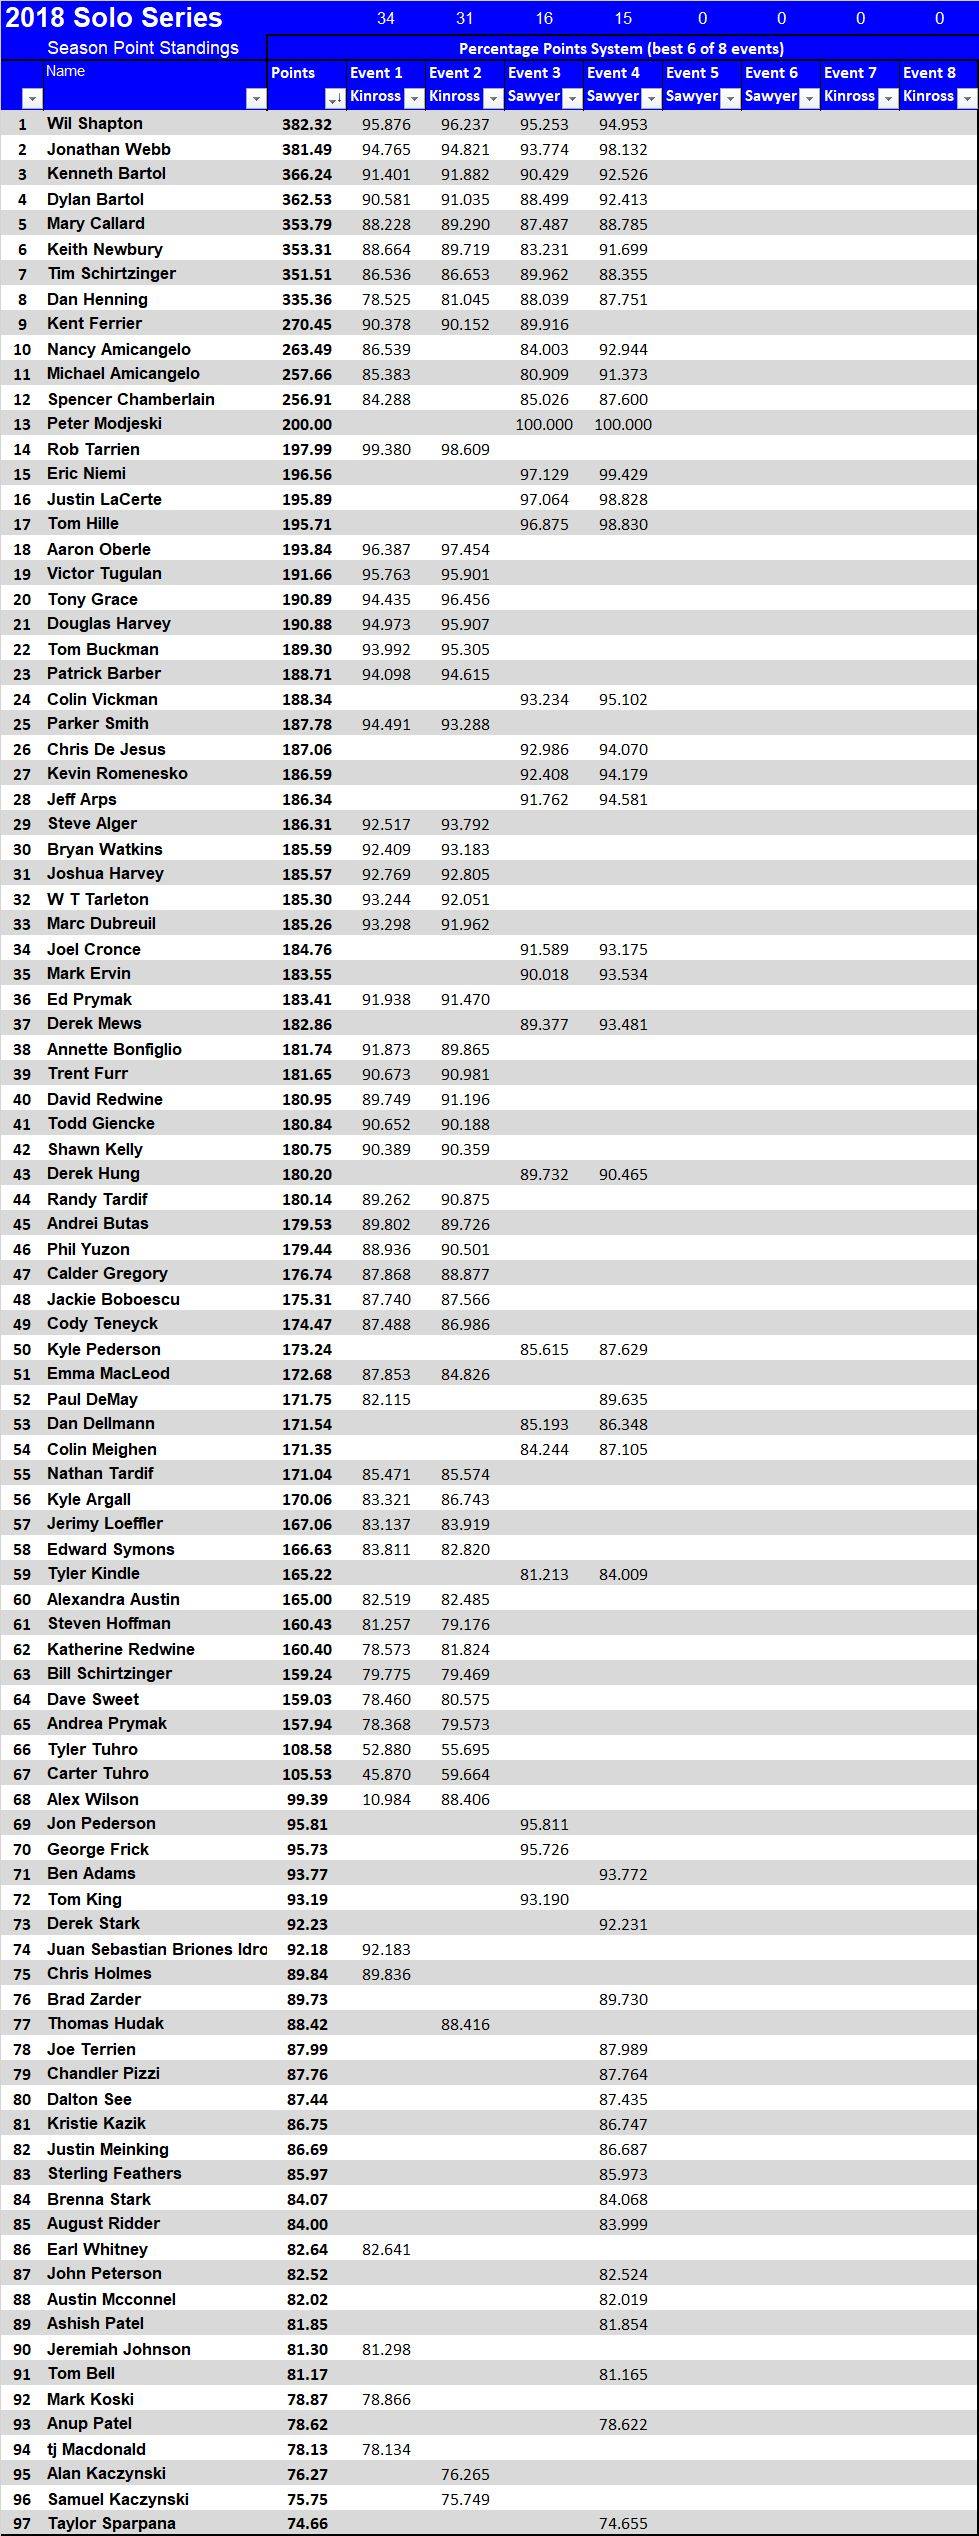 2018 Solo Series 34 31 16 15 0 0 0 0
Season Point Standings Percentage Points System (best 6 of 8 events)
Name Points Event 1 Event 2 Event 3 Event 4 Event 5 Event 6 Event 7 Event 8
Kinross Kinross Sawyer Sawyer Sawyer Sawyer Kinross Kinross
1 Wil Shapton 382.32 95.876 96.237 95.253 94.953
2 Jonathan Webb 381.49 94.765 94.821 93.774 98.132
3 Kenneth Bartol 366.24 91.401 91.882 90.429 92.526
4 Dylan Bartol 362.53 90.581 91.035 88.499 92.413
5 Mary Callard 353.79 88.228 89.290 87.487 88.785
6 Keith Newbury 353.31 88.664 89.719 83.231 91.699
7 Tim Schirtzinger 351.51 86.536 86.653 89.962 88.355
8 Dan Henning 335.36 78.525 81.045 88.039 87.751
9 Kent Ferrier 270.45 90.378 90.152 89.916
10 Nancy Amicangelo 263.49 86.539 84.003 92.944
11 Michael Amicangelo 257.66 85.383 80.909 91.373
12 Spencer Chamberlain 256.91 84.288 85.026 87.600
13 Peter Modjeski 200.00 100.000 100.000
14 Rob Tarrien 197.99 99.380 98.609
15 Eric Niemi 196.56 97.129 99.429
16 Justin LaCerte 195.89 97.064 98.828
17 Tom Hille 195.71 96.875 98.830
18 Aaron Oberle 193.84 96.387 97.454
19 Victor Tugulan 191.66 95.763 95.901
20 Tony Grace 190.89 94.435 96.456
21 Douglas Harvey 190.88 94.973 95.907
22 Tom Buckman 189.30 93.992 95.305
23 Patrick Barber 188.71 94.098 94.615
24 Colin Vickman 188.34 93.234 95.102
25 Parker Smith 187.78 94.491 93.288
26 Chris De Jesus 187.06 92.986 94.070
27 Kevin Romenesko 186.59 92.408 94.179
28 Jeff Arps 186.34 91.762 94.581
29 Steve Alger 186.31 92.517 93.792
30 Bryan Watkins 185.59 92.409 93.183
31 Joshua Harvey 185.57 92.769 92.805
32 W T Tarleton 185.30 93.244 92.051
33 Marc Dubreuil 185.26 93.298 91.962
34 Joel Cronce 184.76 91.589 93.175
35 Mark Ervin 183.55 90.018 93.534
36 Ed Prymak 183.41 91.938 91.470
37 Derek Mews 182.86 89.377 93.481
38 Annette Bonfiglio 181.74 91.873 89.865
39 Trent Furr 181.65 90.673 90.981
40 David Redwine 180.95 89.749 91.196
41 Todd Giencke 180.84 90.652 90.188
42 Shawn Kelly 180.75 90.389 90.359
43 Derek Hung 180.20 89.732 90.465
44 Randy Tardif 180.14 89.262 90.875
45 Andrei Butas 179.53 89.802 89.726
46 Phil Yuzon 179.44 88.936 90.501
47 Calder Gregory 176.74 87.868 88.877
48 Jackie Boboescu 175.31 87.740 87.566
49 Cody Teneyck 174.47 87.488 86.986
50 Kyle Pederson 173.24 85.615 87.629
51 Emma MacLeod 172.68 87.853 84.826
52 Paul DeMay 171.75 82.115 89.635
53 Dan Dellmann 171.54 85.193 86.348
54 Colin Meighen 171.35 84.244 87.105
55 Nathan Tardif 171.04 85.471 85.574
56 Kyle Argall 170.06 83.321 86.743
57 Jerimy Loeffler 167.06 83.137 83.919
58 Edward Symons 166.63 83.811 82.820
59 Tyler Kindle 165.22 81.213 84.009
60 Alexandra Austin 165.00 82.519 82.485
61 Steven Hoffman 160.43 81.257 79.176
62 Katherine Redwine 160.40 78.573 81.824
63 Bill Schirtzinger 159.24 79.775 79.469
64 Dave Sweet 159.03 78.460 80.575
65 Andrea Prymak 157.94 78.368 79.573
66 Tyler Tuhro 108.58 52.880 55.695
67 Carter Tuhro 105.53 45.870 59.664
68 Alex Wilson 99.39 10.984 88.406
69 Jon Pederson 95.81 95.811
70 George Frick 95.73 95.726
71 Ben Adams 93.77 93.772
72 Tom King 93.19 93.190
73 Derek Stark 92.23 92.231
74 Juan Sebastian Briones Idro 92.18 92.183
75 Chris Holmes 89.84 89.836
76 Brad Zarder 89.73 89.730
77 Thomas Hudak 88.42 88.416
78 Joe Terrien 87.99 87.989
79 Chandler Pizzi 87.76 87.764
80 Dalton See 87.44 87.435
81 Kristie Kazik 86.75 86.747
82 Justin Meinking 86.69 86.687
83 Sterling Feathers 85.97 85.973
84 Brenna Stark 84.07 84.068
85 August Ridder 84.00 83.999
86 Earl Whitney 82.64 82.641
87 John Peterson 82.52 82.524
88 Austin Mcconnel 82.02 82.019
89 Ashish Patel 81.85 81.854
90 Jeremiah Johnson 81.30 81.298
91 Tom Bell 81.17 81.165
92 Mark Koski 78.87 78.866
93 Anup Patel 78.62 78.622
94 tj Macdonald 78.13 78.134
95 Alan Kaczynski 76.27 76.265
96 Samuel Kaczynski 75.75 75.749
97 Taylor Sparpana 74.66 74.655